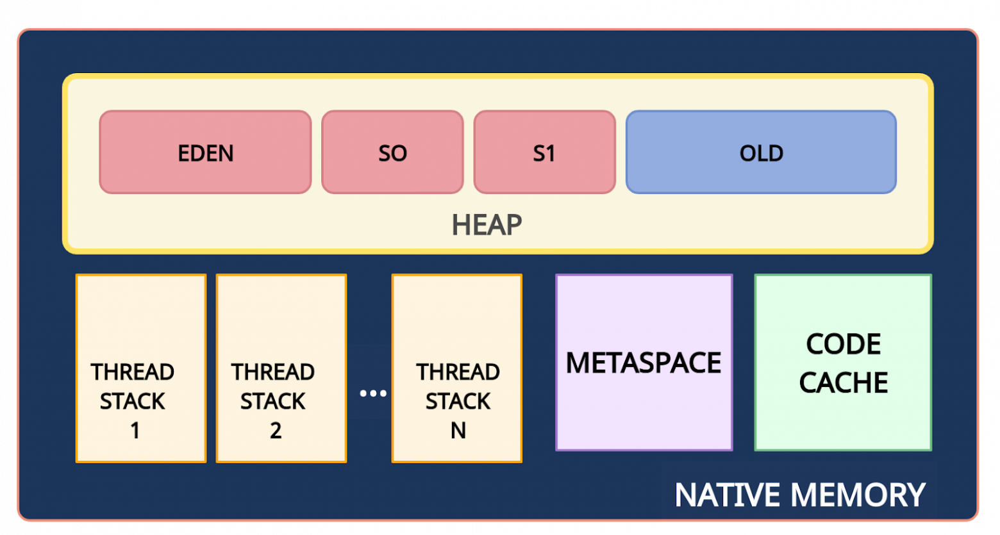 EDEN
SO
S1
OLD
HEAP
THREAD
STACK
1
THREAD
STACK
2
...
THREAD
STACK
N
METASPACE
CODE
CACHE
NATIVE MEMORY